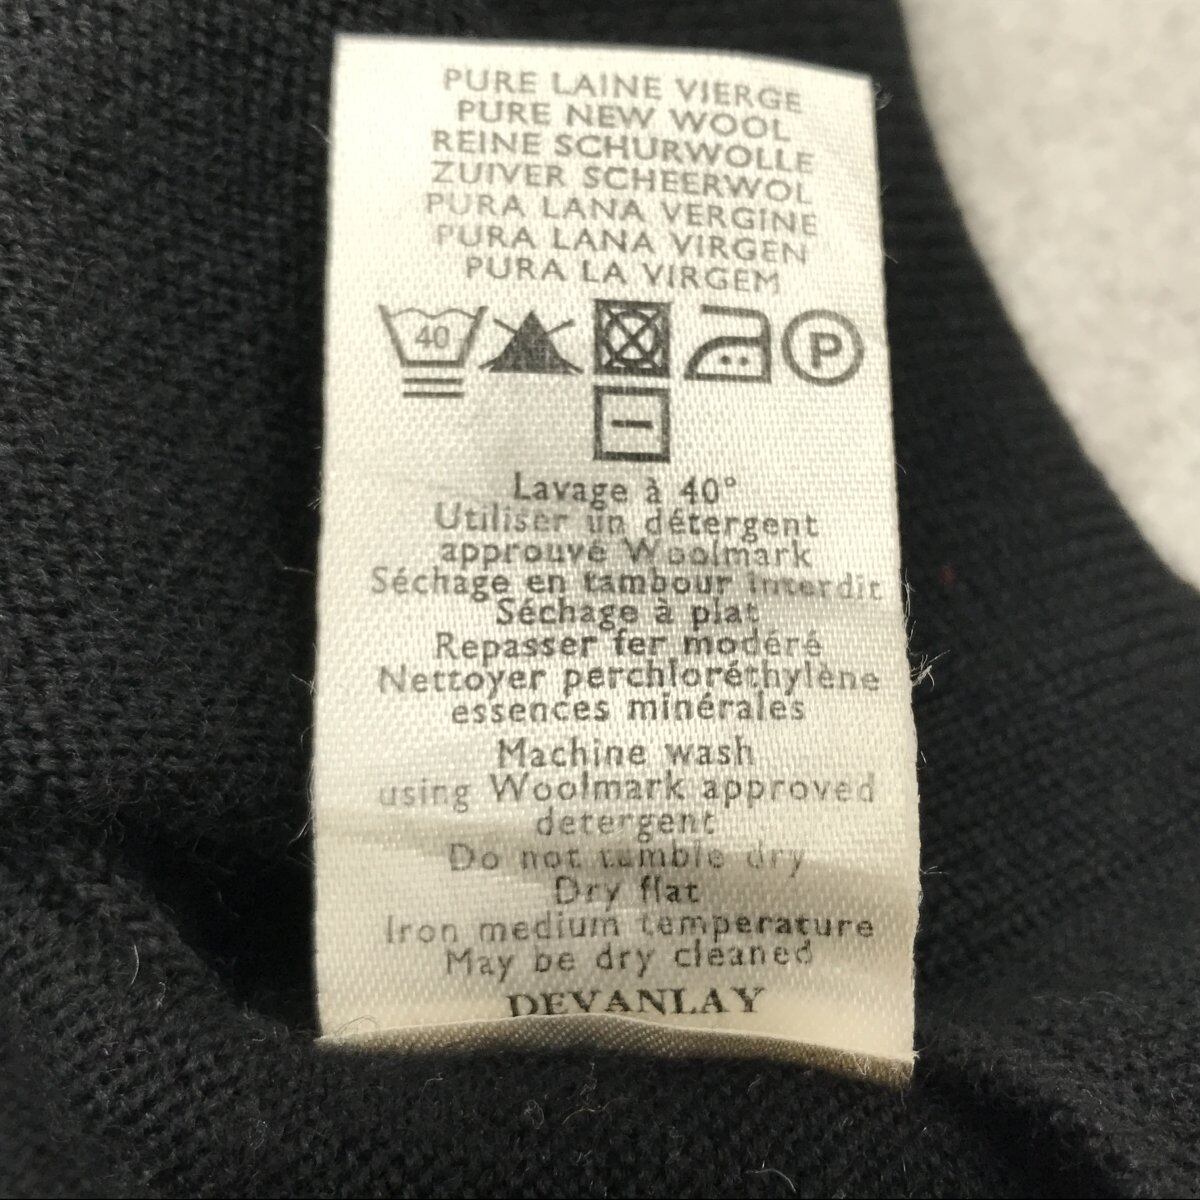 PURE LAINE VIERGE
PURE NEW WOOL
REINE SCHURWOLLE
ZUIVER SCHEERWOL
PURA LANA VERGINE
PURA LANA VIRGEN
PURA LA VIRGEM
40 P
Lavage à 40°
Utiliser un détergent
approuvé Woolmark
Séchage en tambour interdit
Séchage à plat
Repasser fer modéré
Nettoyer perchloréthylène
essences minérales
Machine wash
using Woolmark approved
detergent
Do not tumble dry
Dry flat
Iron medium temperature
May be dry cleaned
DEVANLAY